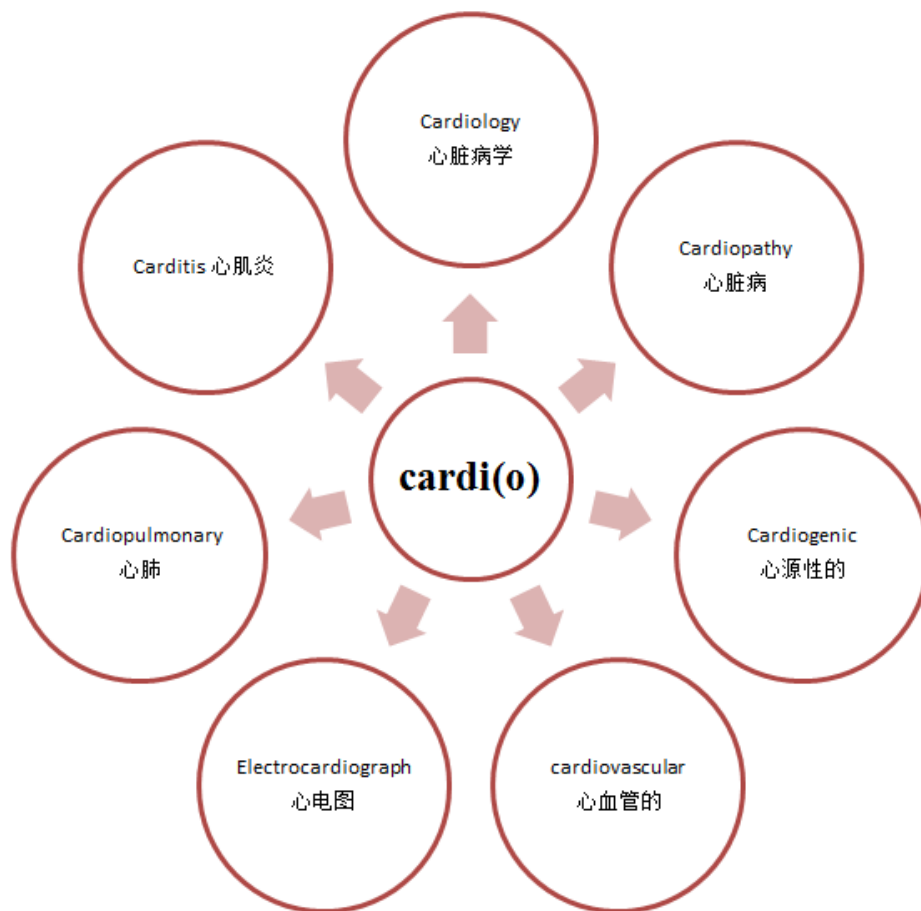 Cardiology
心脏病学
Cardiopathy
心脏病
Carditis 心肌炎
cardi(o)
Cardiopulmonary
心肺
Cardiogenic
心源性的
Electrocardiograph
心电图
cardiovascular
心血管的